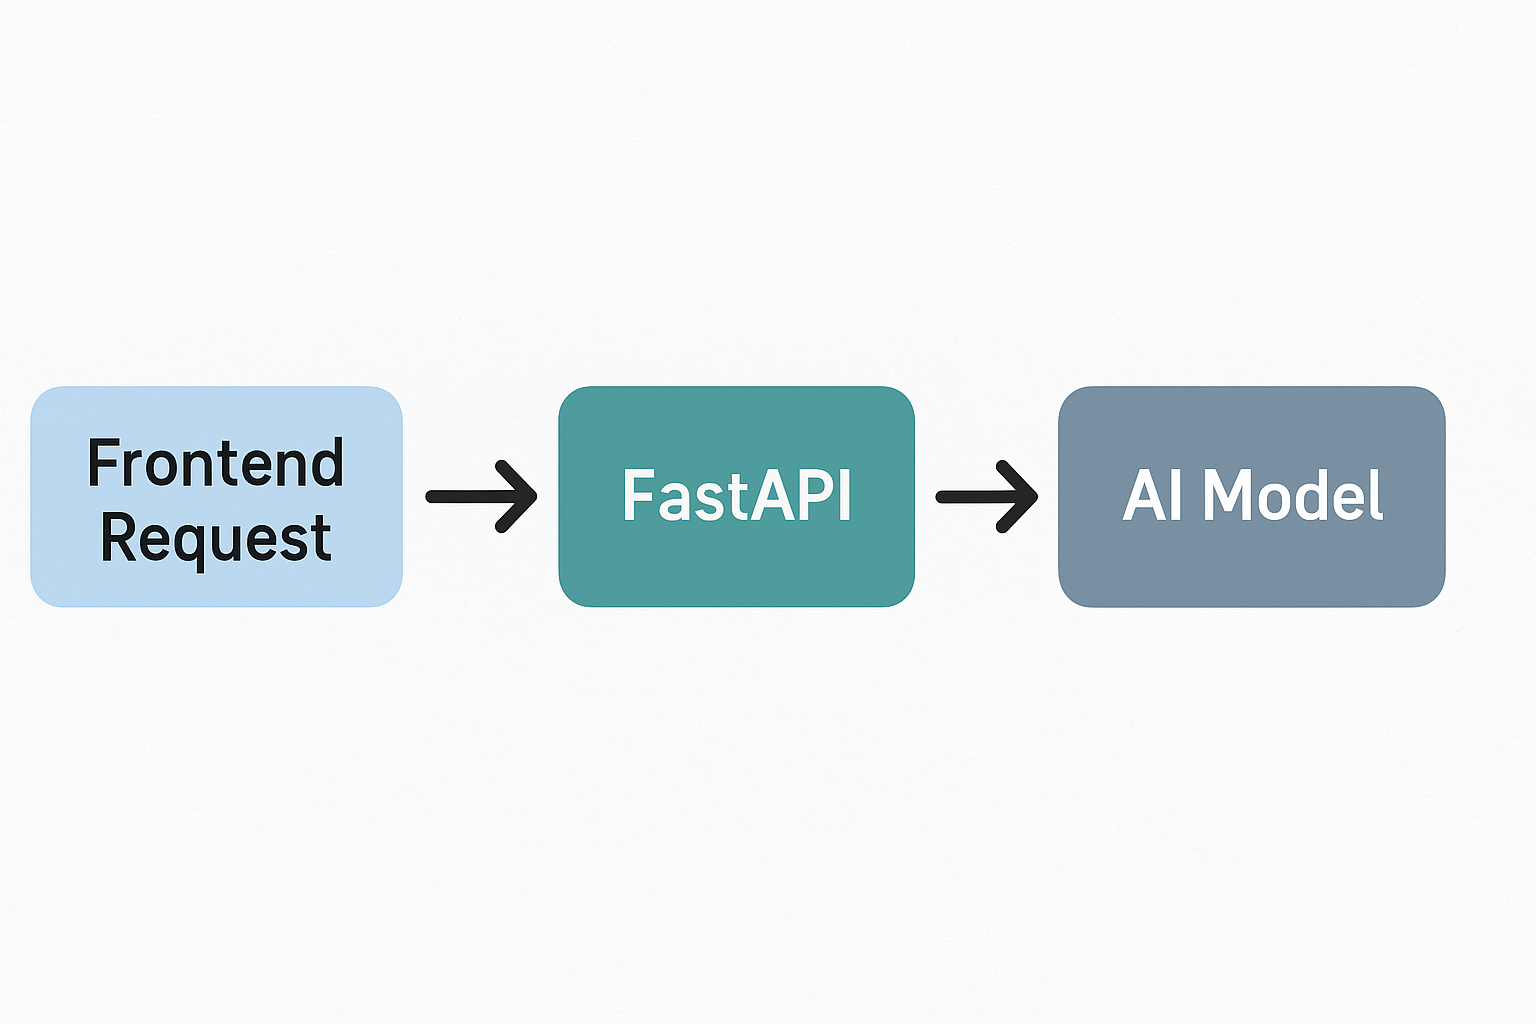 Frontend
Request
FastAPI
AI Model